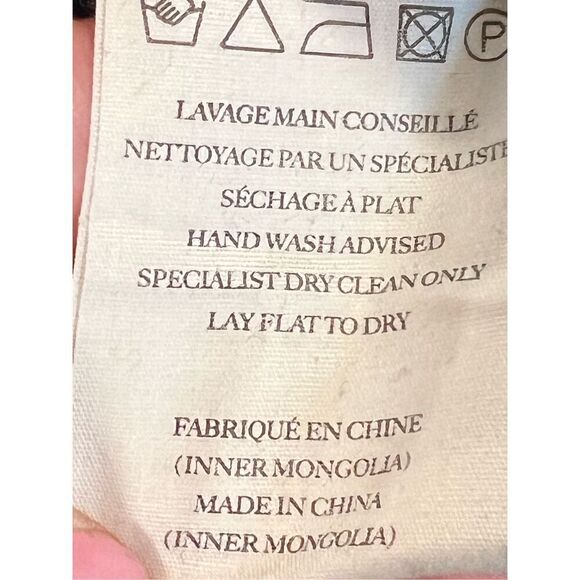 P
LAVAGE MAIN CONSEILLÉ
NETTOYAGE PAR UN SPÉCIALISTE
SÉCHAGE À PLAT
HAND WASH ADVISED
SPECIALIST DRY CLEAN ONLY
LAY FLAT TO DRY
FABRIQUÉ EN CHINE
(INNER MONGOLIA)
MADE IN CHINA
(INNER MONGOLIA)